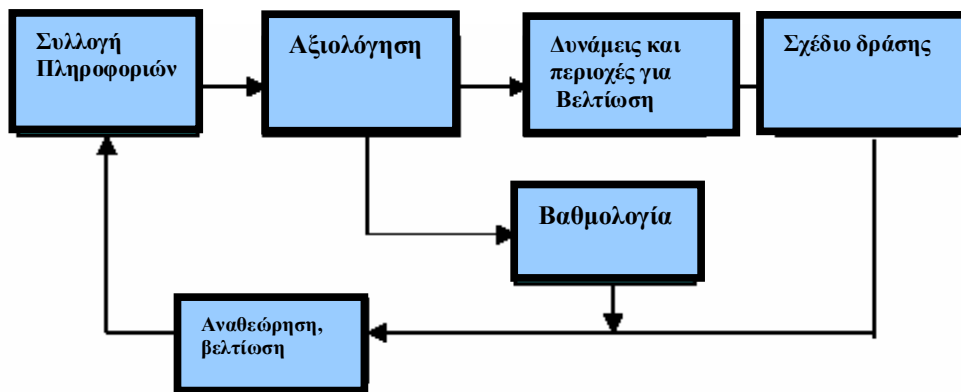 Συλλογή
Πληροφοριών
Αξιολόγηση
Δυνάμεις και
περιοχές για
Βελτίωση
Σχέδιο δράσης
Βαθμολογία
Αναθεώρηση,
βελτίωση